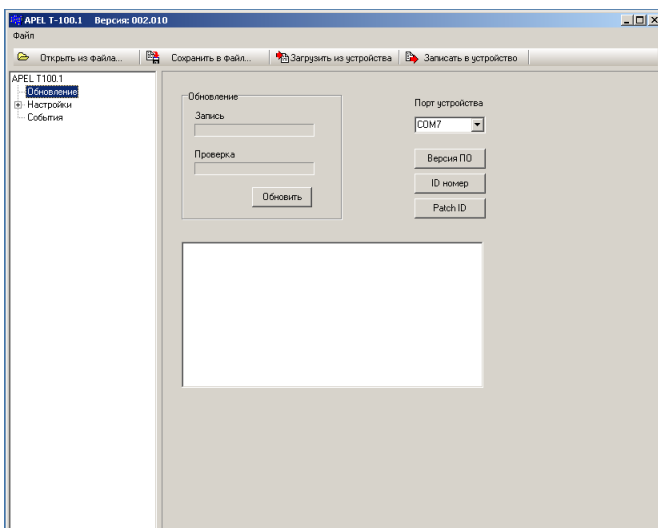 APEL T-100.1 Версия: 002.010
Файл
Открыть из файла... Сохранить в файл... Загрузить из устройства Записать в устройство
APEL T100.1
Обновление
Настройки
События
Обновление
Запись
Проверка
Обновить
Порт устройства
COM7
Версия ПО
ID номер
Patch ID